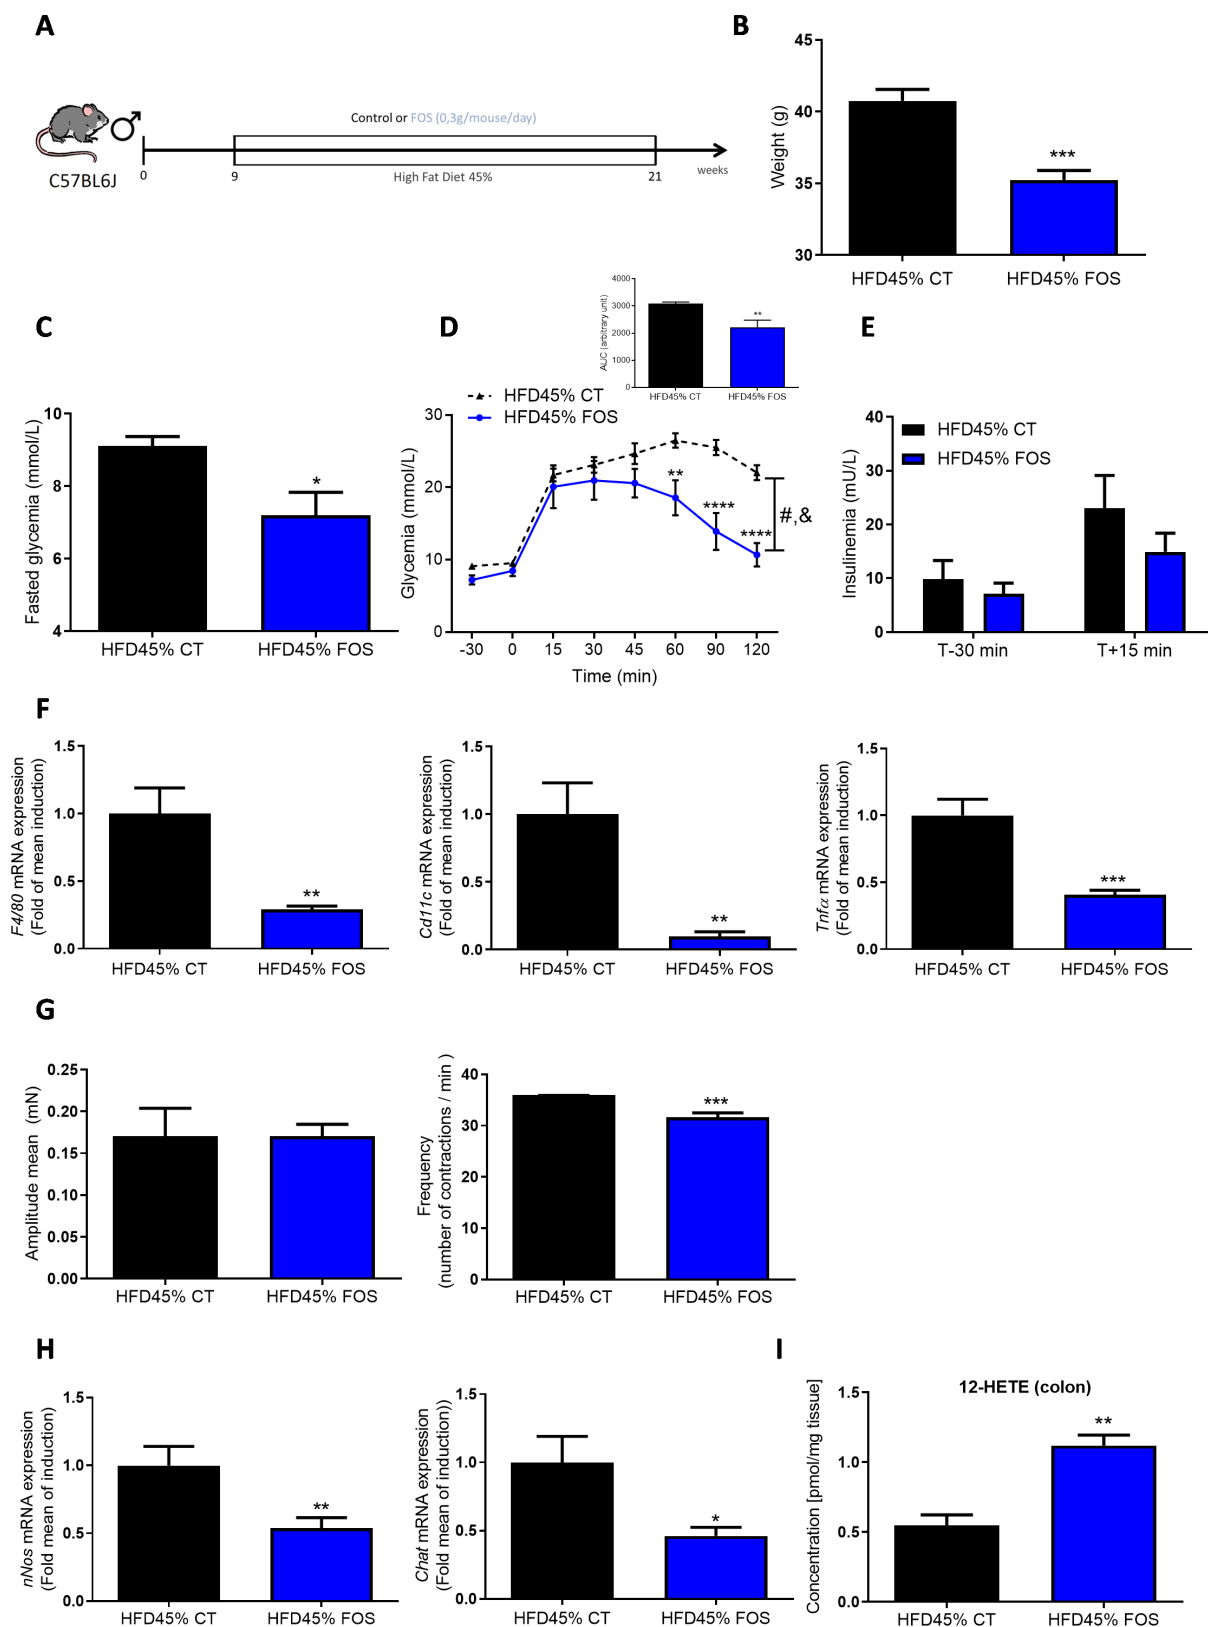 A
Control or FOS (0,3g/mouse/day)
C57BL6J
0
9
High Fat Diet 45%
21
weeks
B
Weight (g)
45
40
35
30
***
HFD45% CT
HFD45% FOS
C
Fasted glycemia (mmol/L)
10
8
6
4
*
HFD45% CT
HFD45% FOS
D
AUC (arbitrary unit)
4000
3000
2000
1000
0
**
HFD45% CT
HFD45% FOS
HFD45% CT
HFD45% FOS
Glycemia (mmol/L)
30
20
10
0
**
****
****
#,&
-30
0
15
30
45
60
90
120
Time (min)
E
Insulinemia (mU/L)
40
30
20
10
0
HFD45% CT
HFD45% FOS
T-30 min
T+15 min
F
F4/80 mRNA expression
(Fold of mean induction)
1.5
1.0
0.5
0.0
**
HFD45% CT
HFD45% FOS
Cd11c mRNA expression
(Fold of mean induction)
1.5
1.0
0.5
0.0
**
HFD45% CT
HFD45% FOS
Tnfα mRNA expression
(Fold of mean induction)
1.5
1.0
0.5
0.0
***
HFD45% CT
HFD45% FOS
G
Amplitude mean (mN)
0.25
0.20
0.15
0.10
0.05
0.00
HFD45% CT
HFD45% FOS
Frequency
(number of contractions / min )
40
30
20
10
0
***
HFD45% CT
HFD45% FOS
H
nNos mRNA expression
(Fold mean of induction)
1.5
1.0
0.5
0.0
**
HFD45% CT
HFD45% FOS
Chat mRNA expression
(Fold mean of induction))
1.5
1.0
0.5
0.0
*
HFD45% CT
HFD45% FOS
I
12-HETE (colon)
Concentration [pmol/mg tissue]
1.5
1.0
0.5
0.0
**
HFD45% CT
HFD45% FOS